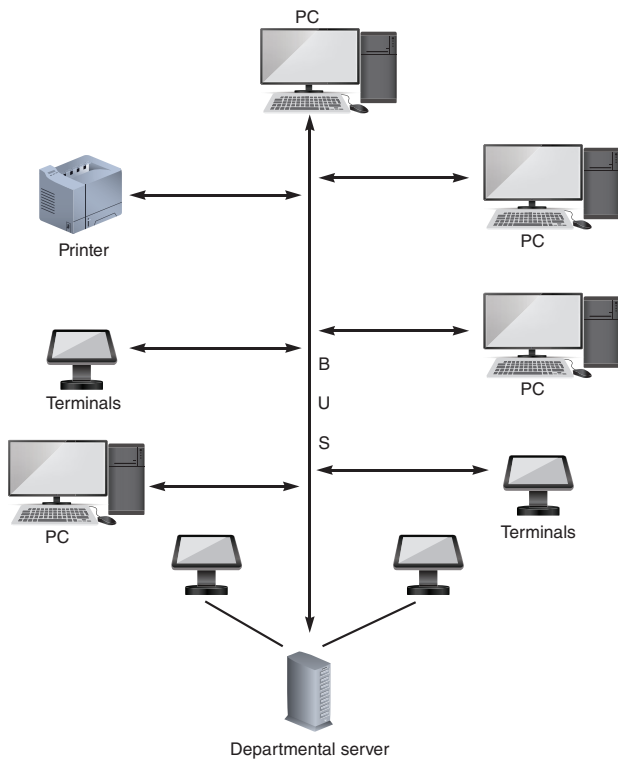 PC
Printer
PC
PC
Terminals
B
U
S
PC
Terminals
Departmental server